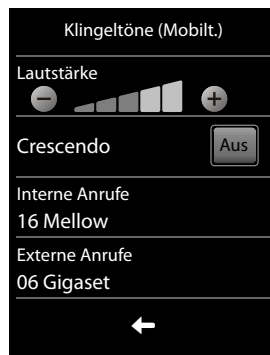 Klingeltöne (Mobilt.)
Lautstärke
Crescendo Aus
Interne Anrufe
16 Mellow
Externe Anrufe
06 Gigaset